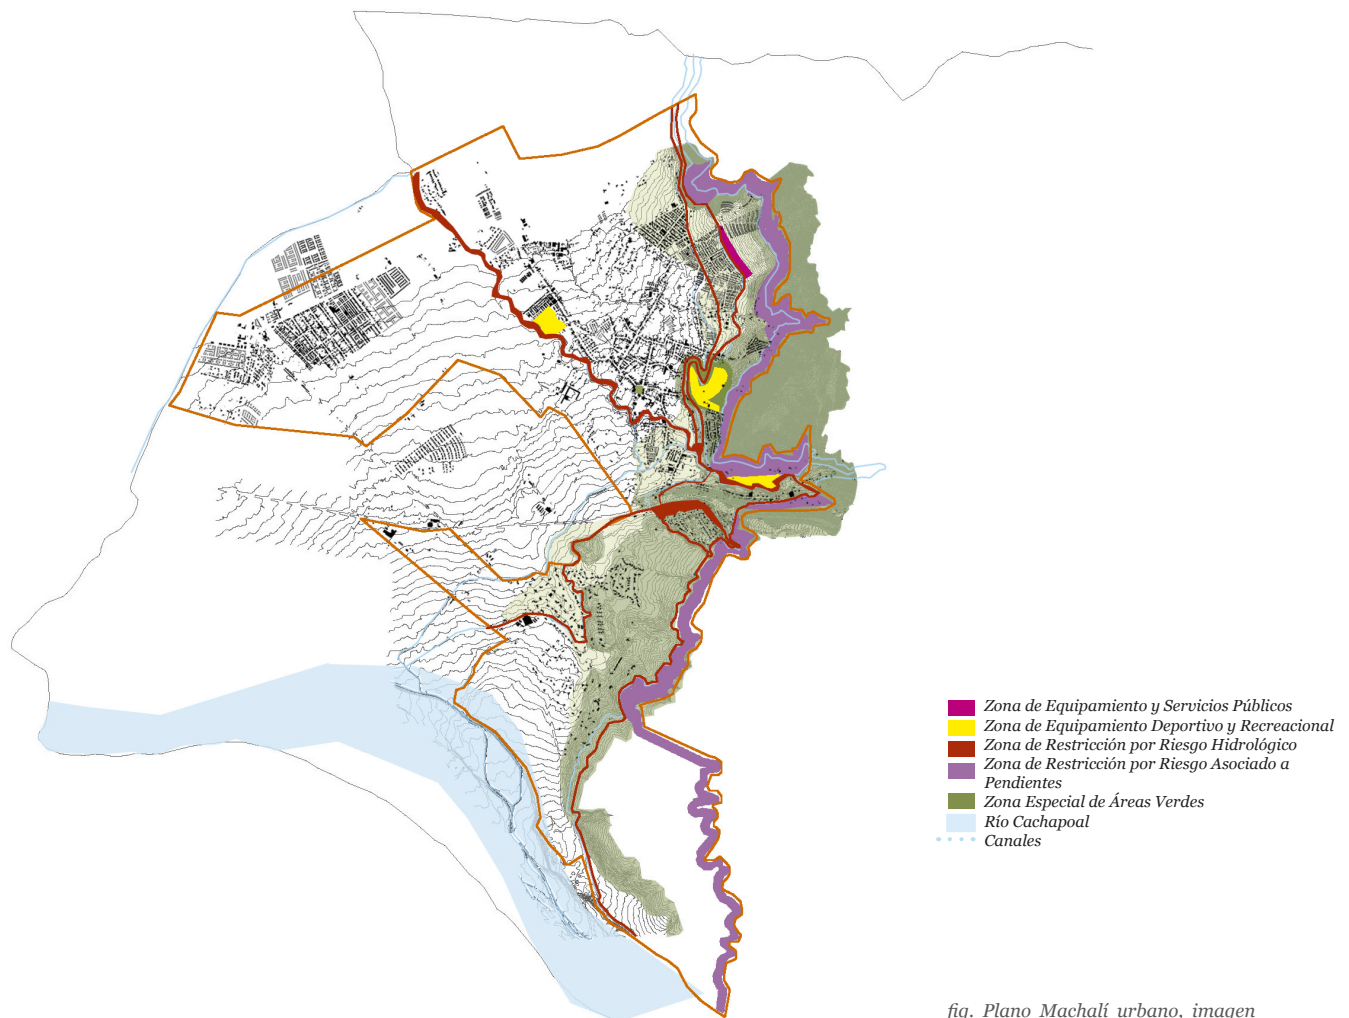 Zona de Equipamiento y Servicios Públicos
Zona de Equipamiento Deportivo y Recreacional
Zona de Restricción por Riesgo Hidrológico
Zona de Restricción por Riesgo Asociado a
Pendientes
Zona Especial de Áreas Verdes
Río Cachapoal
Canales
fig. Plano Machalí urbano, imagen